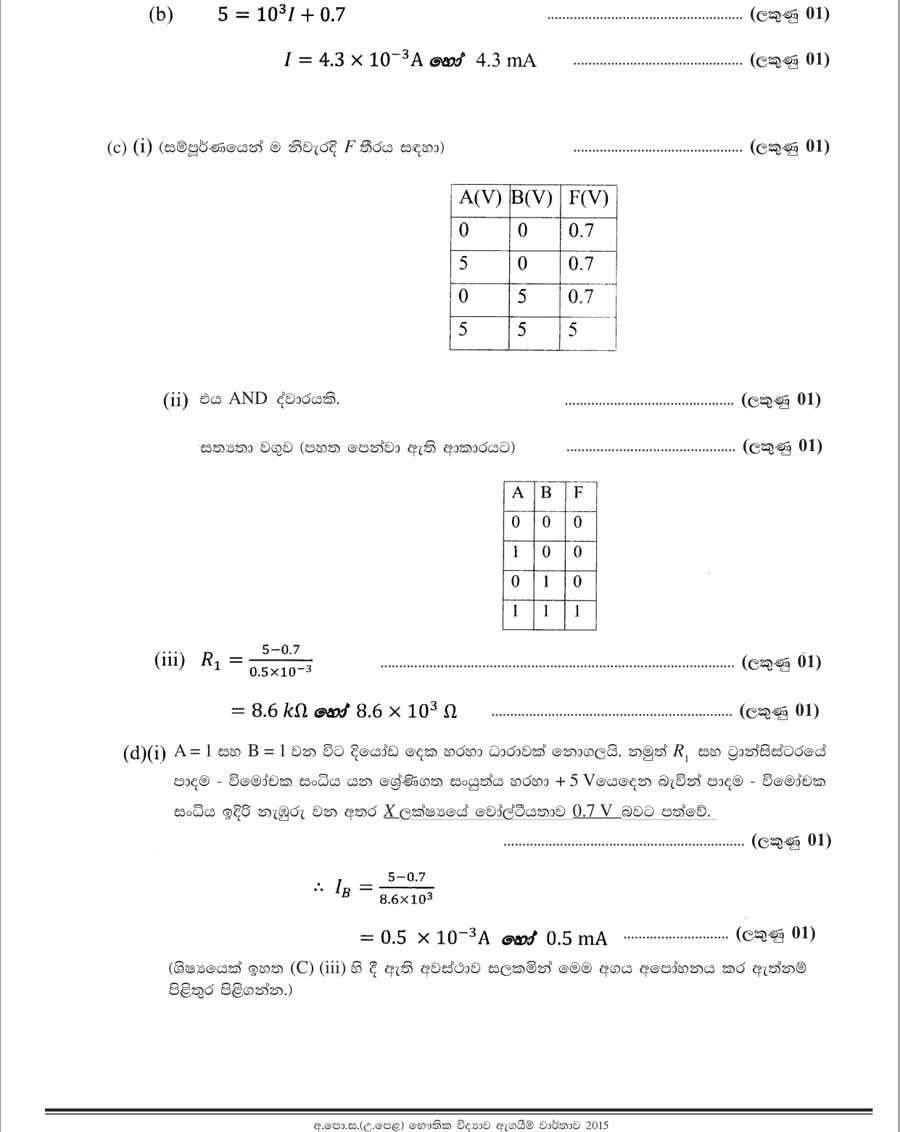 (b) 5 = 10³I + 0.7 .................................................... (ලකුණු 01)
I = 4.3 × 10⁻³A හෝ 4.3 mA ............................................. (ලකුණු 01)
(c) (i) (සම්පූර්ණයෙන් ම නිවැරදි F තීරය සඳහා) ............................................. (ලකුණු 01)
A(V) B(V) F(V)
0 0 0.7
5 0 0.7
0 5 0.7
5 5 5
(ii) එය AND ද්වාරයකි. ............................................. (ලකුණු 01)
සත්‍යතා වගුව (පහත පෙන්වා ඇති ආකාරයට) ............................................. (ලකුණු 01)
A B F
0 0 0
1 0 0
0 1 0
1 1 1
(iii) R₁ = (5−0.7)/(0.5×10⁻³) ............................................. (ලකුණු 01)
= 8.6 kΩ හෝ 8.6 × 10³ Ω ............................................. (ලකුණු 01)
(d)(i) A = 1 සහ B = 1 වන විට දියෝඩ දෙක හරහා ධාරාවක් නොගලයි. නමුත් R₁ සහ ට්‍රාන්සිස්ටරයේ
පාදම - විමෝචක සංධිය යන ශ්‍රේණිගත සංයුත්ය හරහා + 5 Vයෙදෙන බැවින් පාදම - විමෝචක
සංධිය ඉදිරි නැඹුරු වන අතර X ලක්ෂ්‍යයේ වෝල්ටීයතාව 0.7 V බවට පත්වේ.
............................................. (ලකුණු 01)
∴ I_B = (5−0.7)/(8.6×10³)
= 0.5 × 10⁻³A හෝ 0.5 mA ............................ (ලකුණු 01)
(ශිෂ්‍යයෙක් ඉහත (C) (iii) හි දී ඇති අවස්ථාව සලකමින් මෙම අගය අපෝහනය කර ඇත්නම්
පිළිතුර පිළිගන්න.)
අ.පො.ස.(උ.පෙළ) භෞතික විද්‍යාව ඇගයීම් වාර්තාව 2015